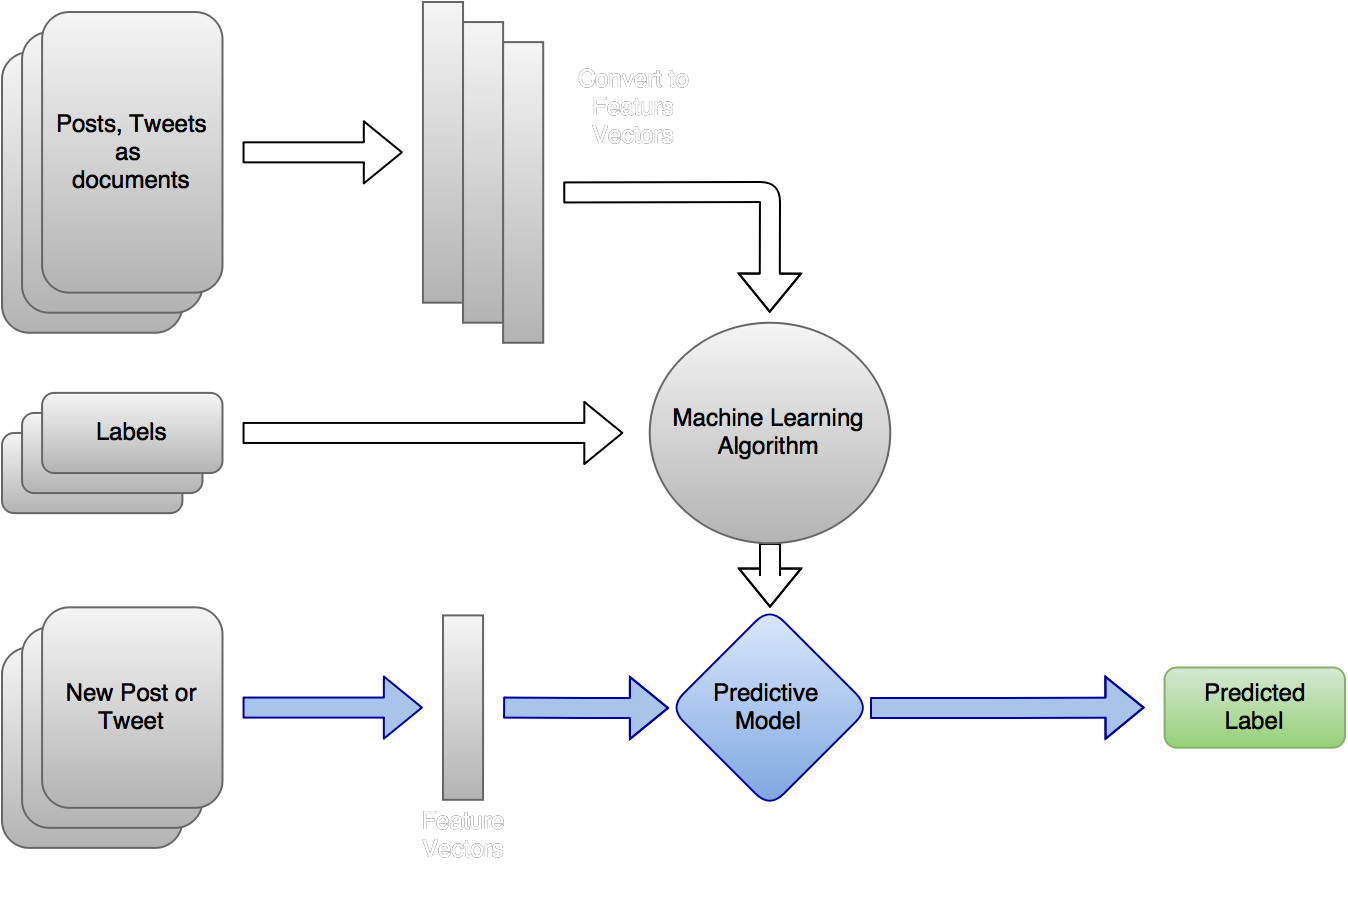 Posts, Tweets
as
documents
Convert to
Featurs
Vectors
Labels
Machine Learning
Algorithm
New Post or
Tweet
Feature
Vectors
Predictive
Model
Predicted
Label